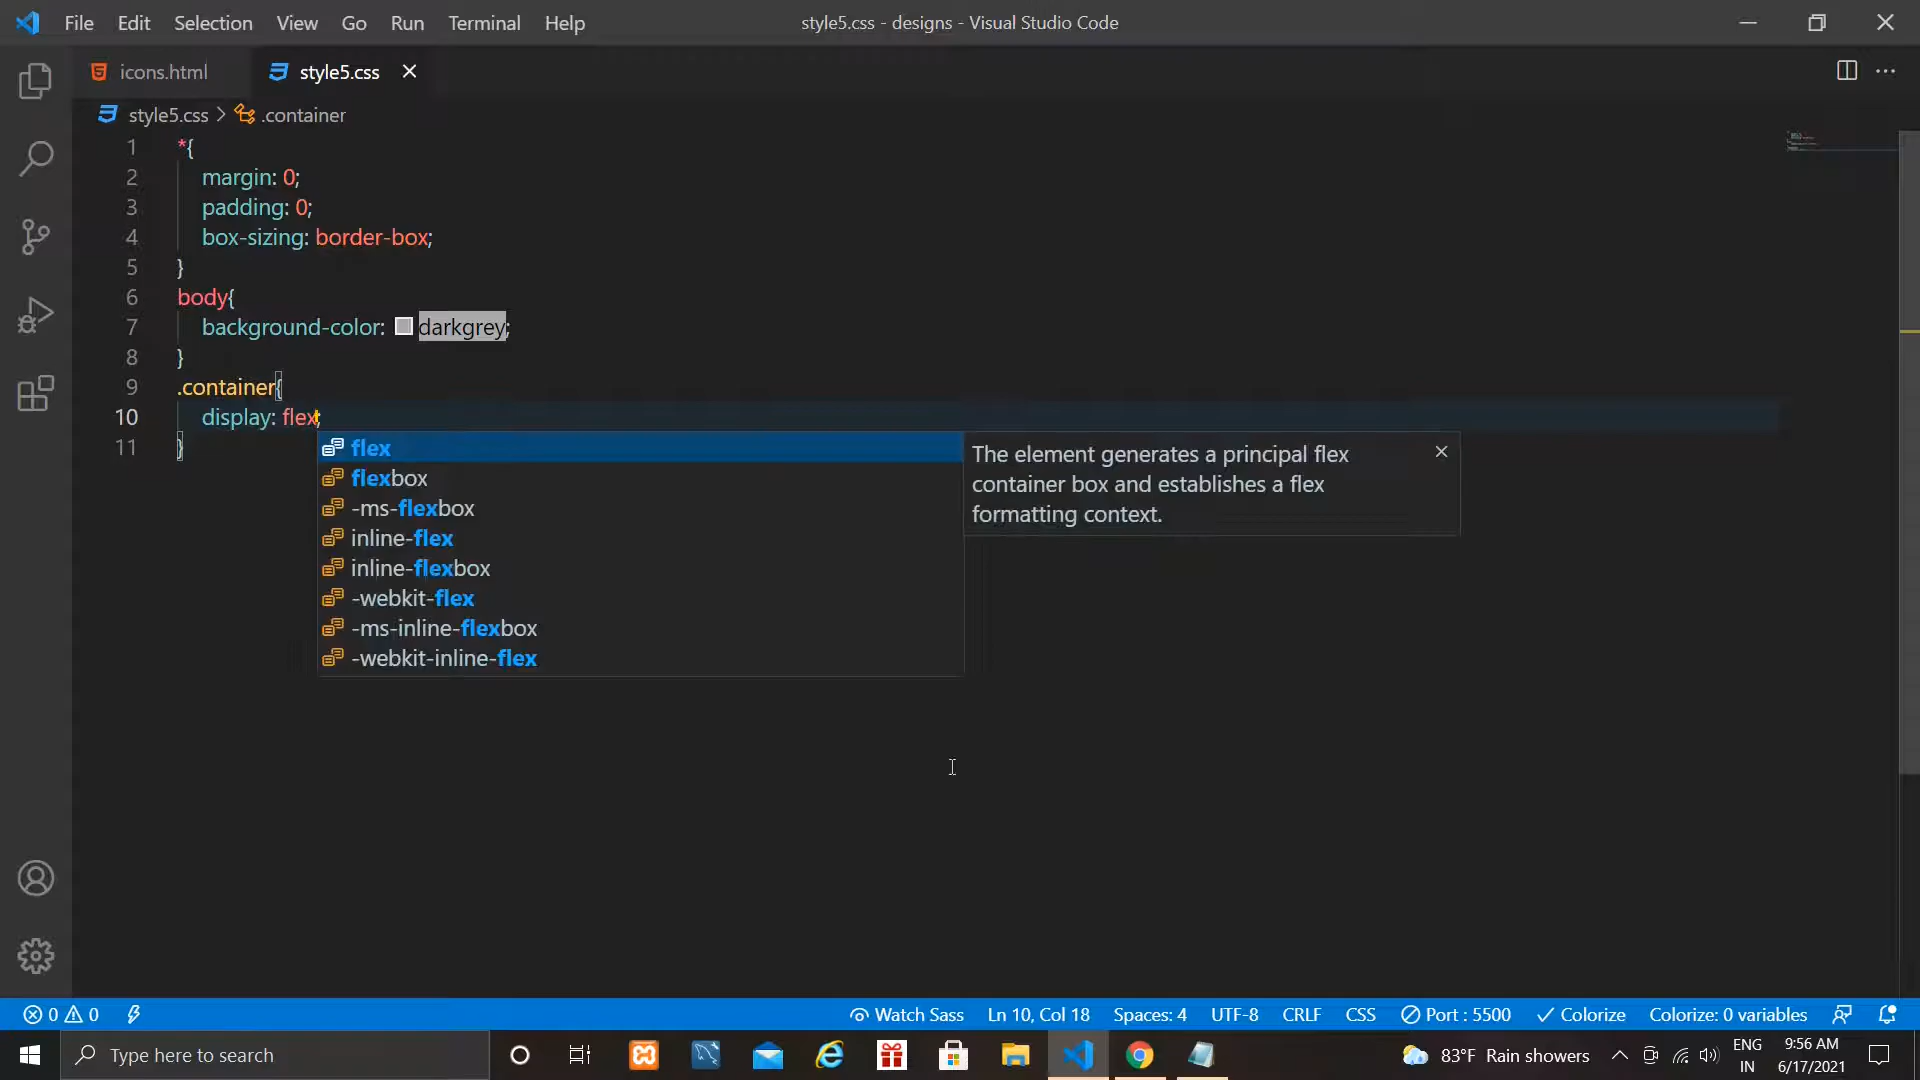 File Edit Selection View Go Run Terminal Help
style5.css - designs - Visual Studio Code
icons.html
style5.css
style5.css > .container
1 *{
2 margin: 0;
3 padding: 0;
4 box-sizing: border-box;
5 }
6 body{
7 background-color: darkgrey;
8 }
9 .container{
10 display: flex;
11 }
flex
flexbox
-ms-flexbox
inline-flex
inline-flexbox
-webkit-flex
-ms-inline-flexbox
-webkit-inline-flex
The element generates a principal flex
container box and establishes a flex
formatting context.
0 0 Watch Sass Ln 10, Col 18 Spaces: 4 UTF-8 CRLF CSS Port : 5500 Colorize Colorize: 0 variables
Type here to search
83°F Rain showers
ENG
IN
9:56 AM
6/17/2021